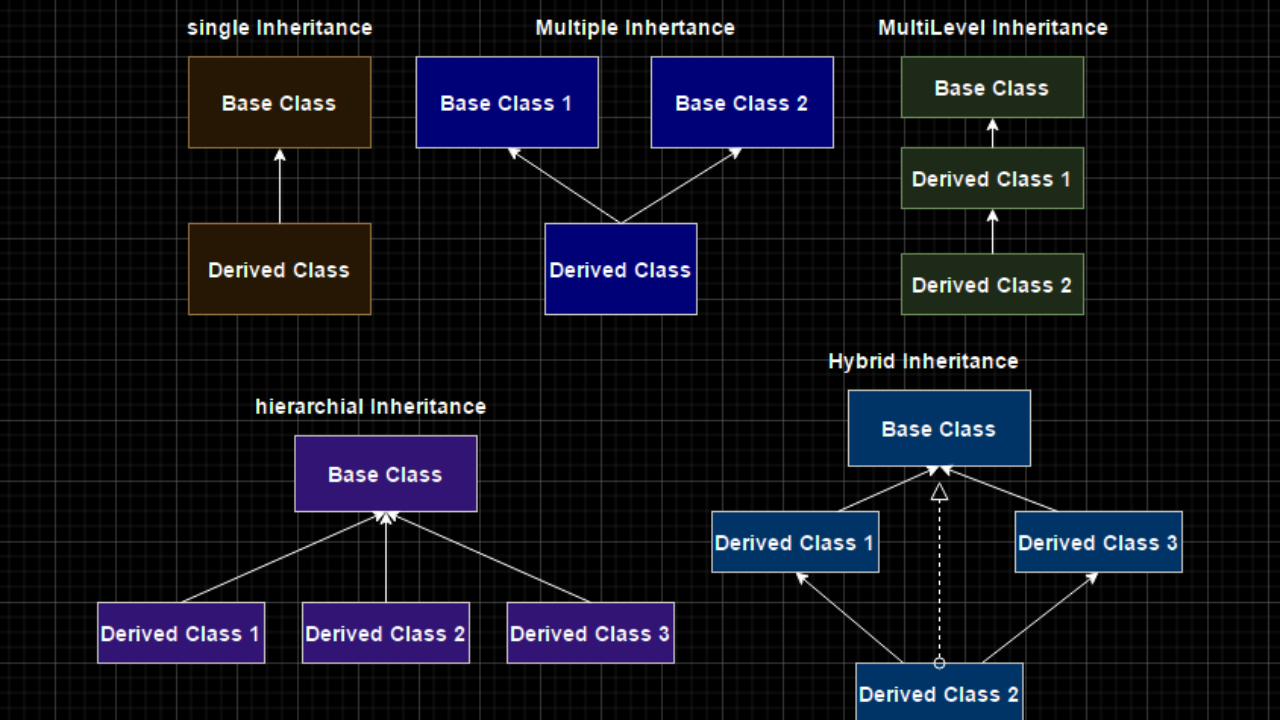 single Inheritance
Base Class
Derived Class
Multiple Inhertance
Base Class 1
Base Class 2
Derived Class
MultiLevel Inheritance
Base Class
Derived Class 1
Derived Class 2
hierarchial Inheritance
Base Class
Derived Class 1
Derived Class 2
Derived Class 3
Hybrid Inheritance
Base Class
Derived Class 1
Derived Class 3
Derived Class 2